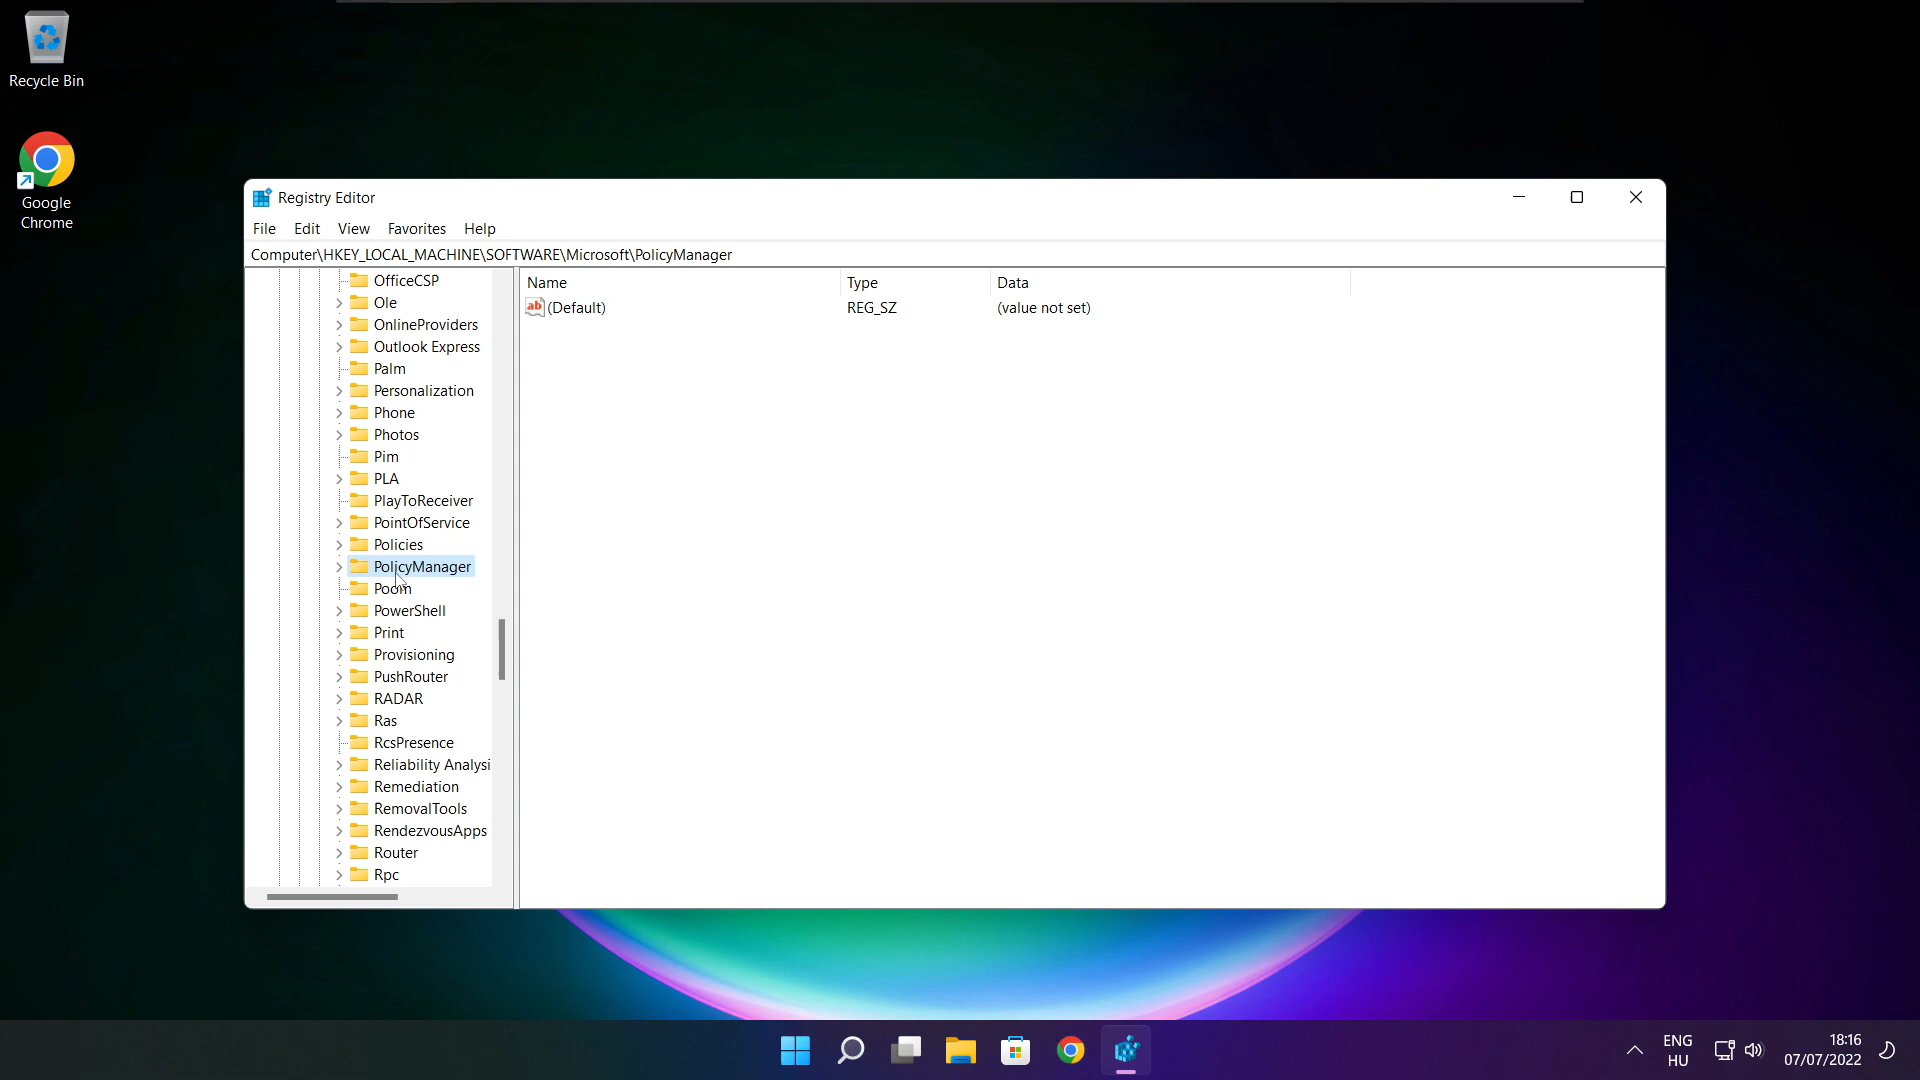 Recycle Bin
Google
Chrome
Registry Editor
File Edit View Favorites Help
Computer\HKEY_LOCAL_MACHINE\SOFTWARE\Microsoft\PolicyManager
OfficeCSP
Ole
OnlineProviders
Outlook Express
Palm
Personalization
Phone
Photos
Pim
PLA
PlayToReceiver
PointOfService
Policies
PolicyManager
Poom
PowerShell
Print
Provisioning
PushRouter
RADAR
Ras
RcsPresence
Reliability Analysi
Remediation
RemovalTools
RendezvousApps
Router
Rpc
Name Type Data
ab (Default) REG_SZ (value not set)
ENG
HU
18:16
07/07/2022